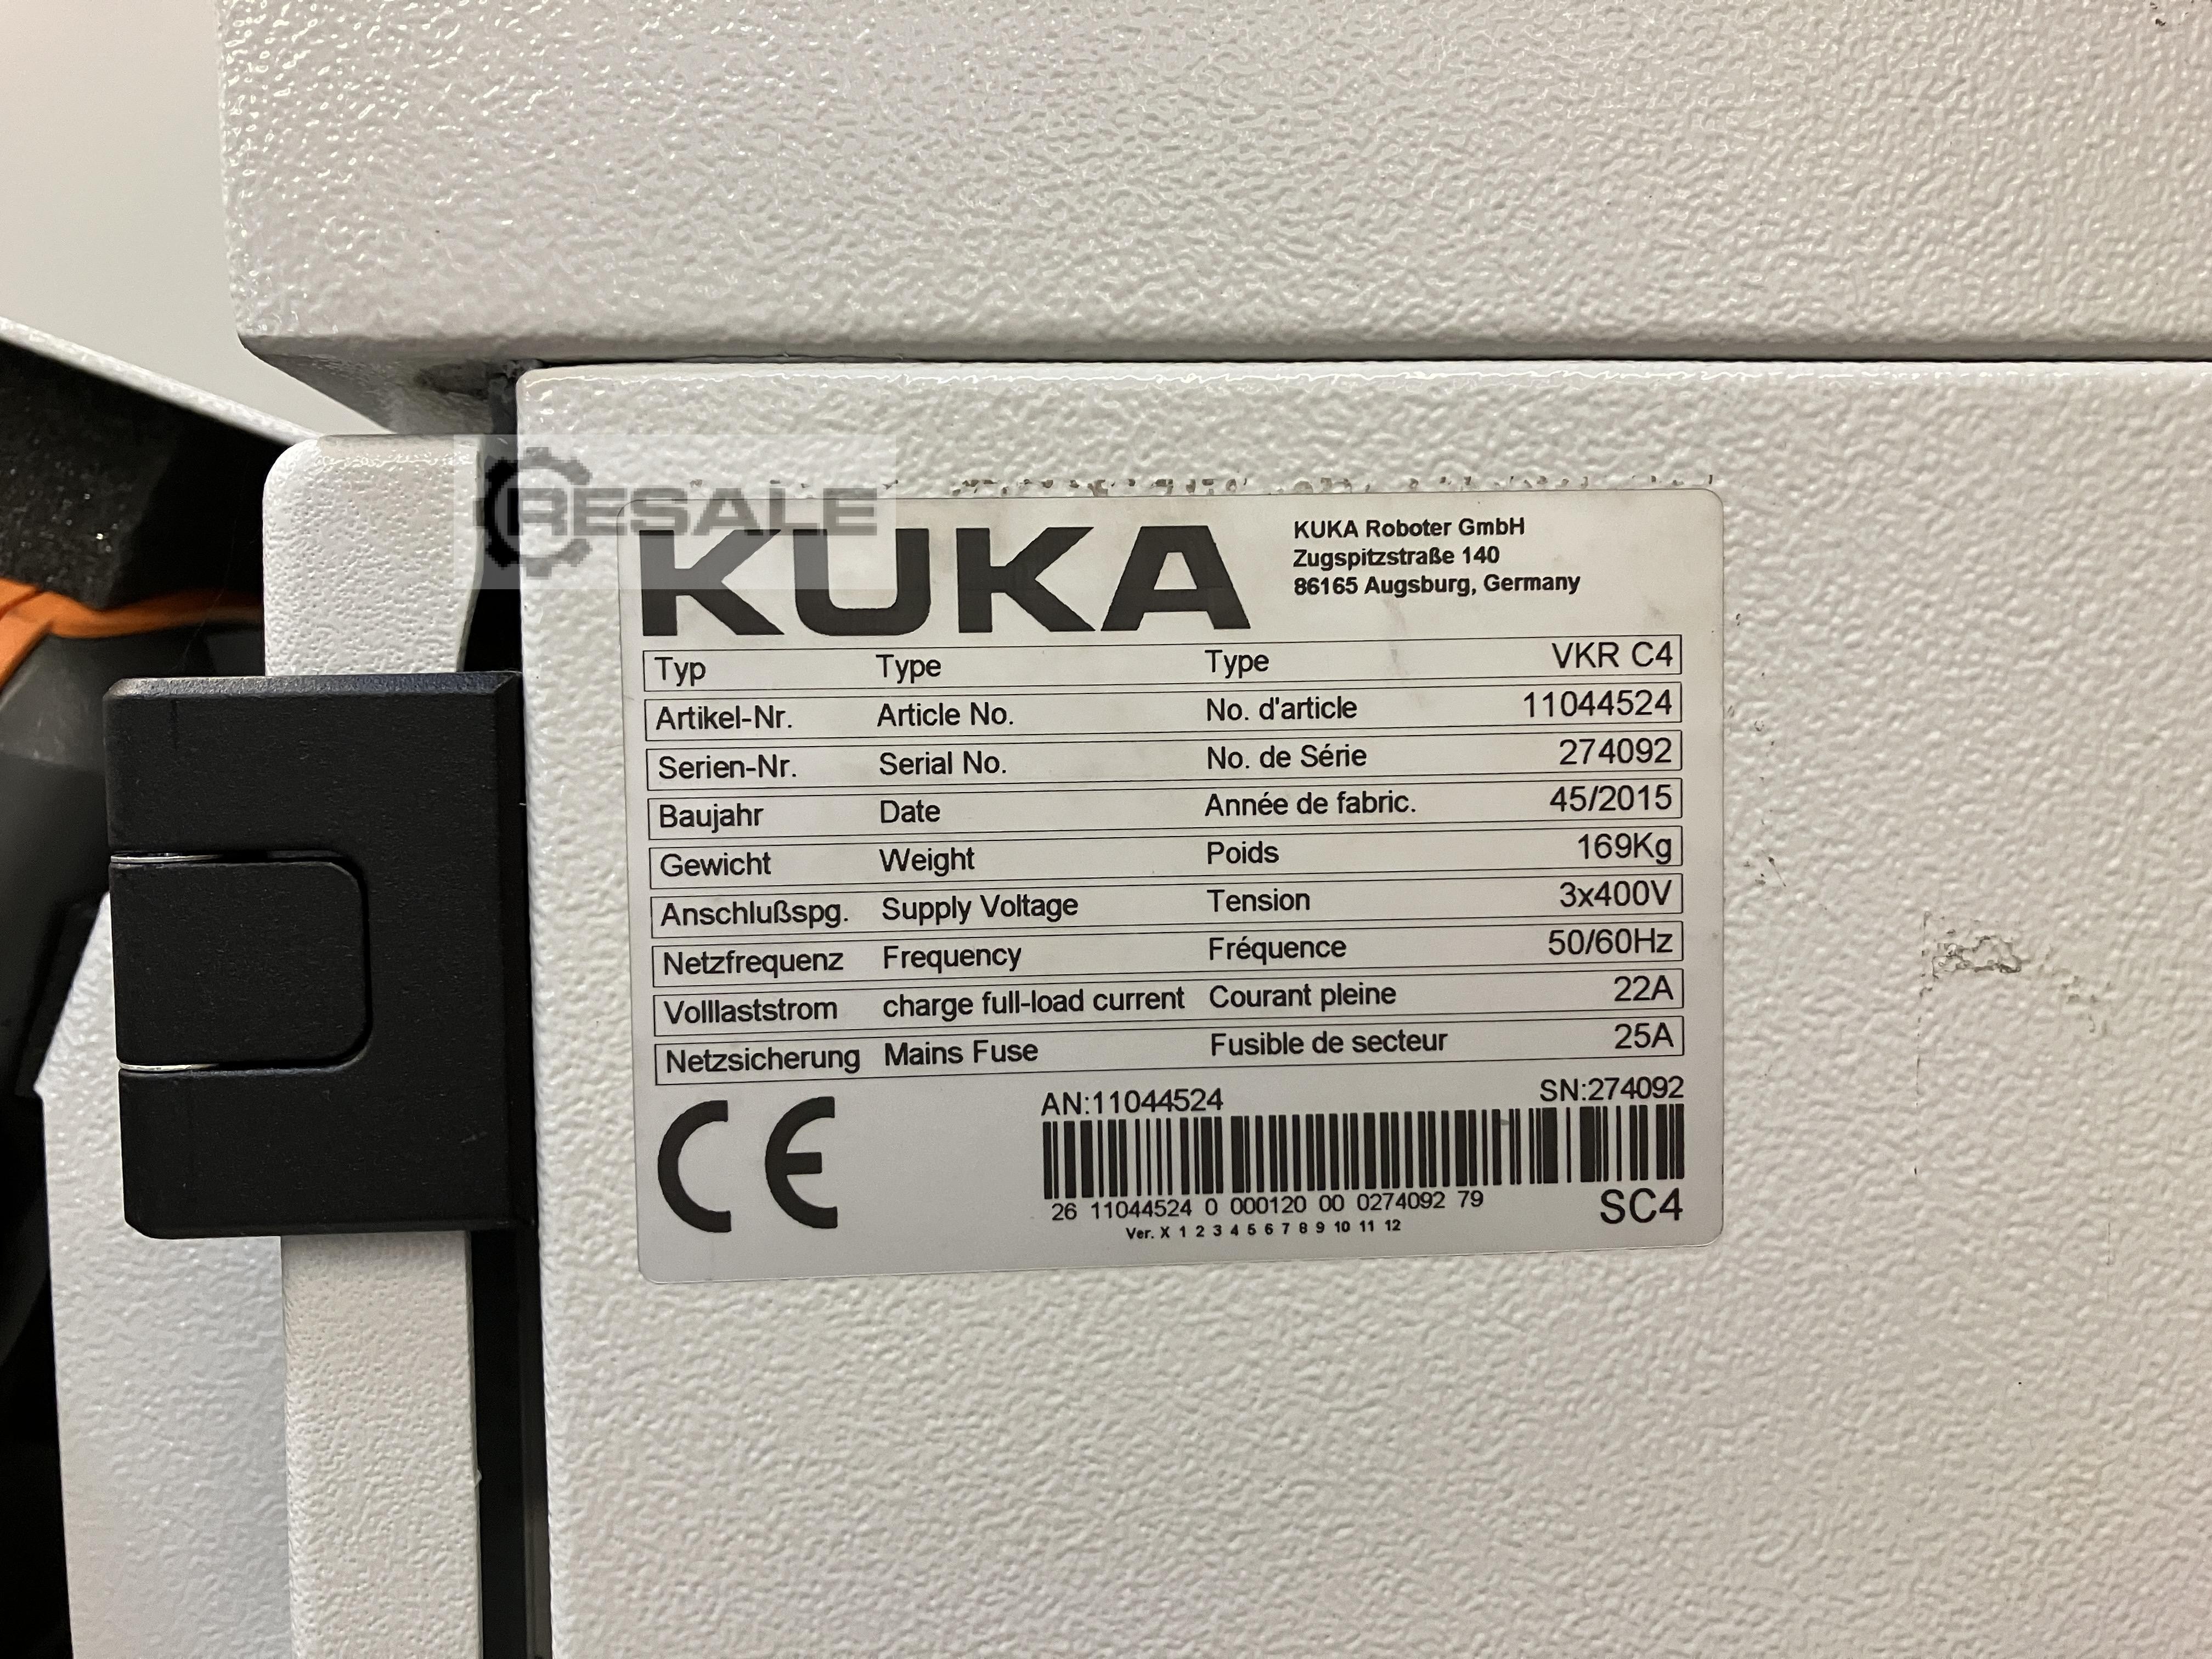 RESALE
KUKA
KUKA Roboter GmbH
Zugspitzstraße 140
86165 Augsburg, Germany
Typ Type Type VKR C4
Artikel-Nr. Article No. No. d'article 11044524
Serien-Nr. Serial No. No. de Série 274092
Baujahr Date Année de fabric. 45/2015
Gewicht Weight Poids 169Kg
Anschlußspg. Supply Voltage Tension 3x400V
Netzfrequenz Frequency Fréquence 50/60Hz
Volllaststrom charge full-load current Courant pleine 22A
Netzsicherung Mains Fuse Fusible de secteur 25A
AN:11044524 SN:274092
CE
26 11044524 0 000120 00 0274092 79
SC4
Ver. X 1 2 3 4 5 6 7 8 9 10 11 12